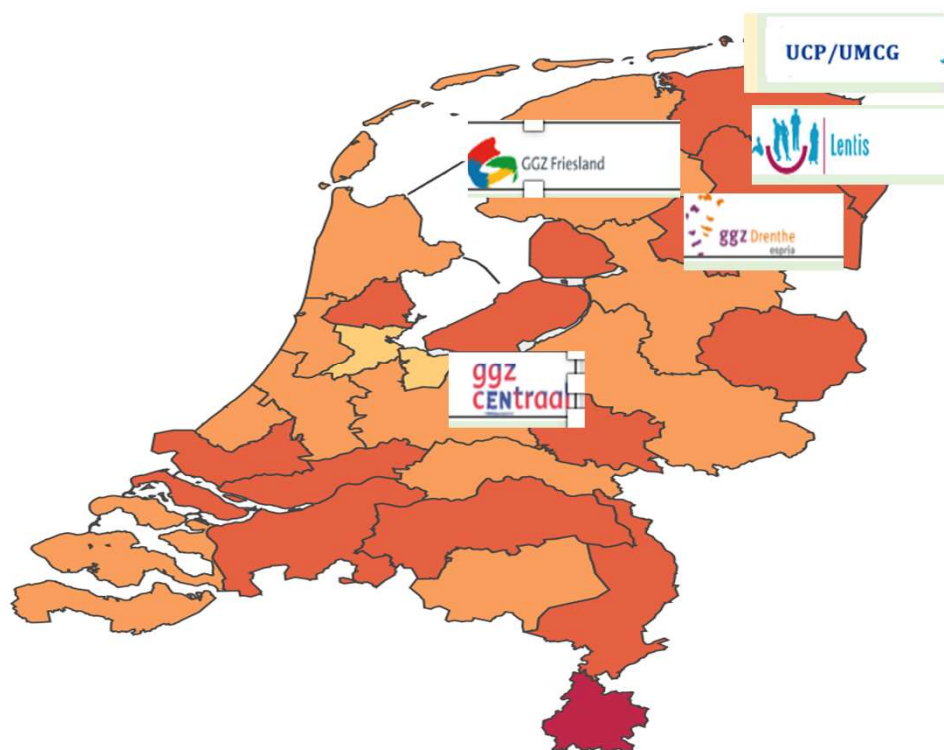 UCP/UMCG
Lentis
GGZ Friesland
ggz Drenthe
espria
ggz
CENtraal